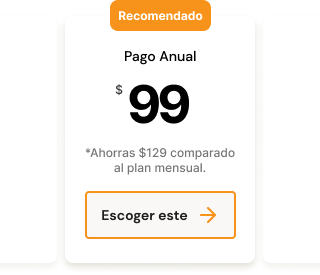 Recomendado
Pago Anual
$ 99
*Ahorras $129 comparado
al plan mensual.
Escoger este →